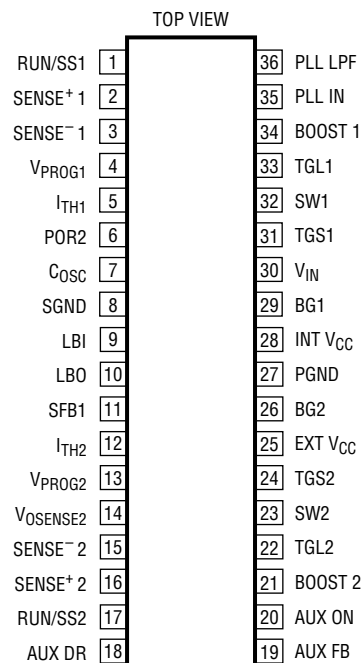 TOP VIEW
RUN/SS1 1 36 PLL LPF
SENSE+ 1 2 35 PLL IN
SENSE− 1 3 34 BOOST 1
VPROG1 4 33 TGL1
ITH1 5 32 SW1
POR2 6 31 TGS1
COSC 7 30 VIN
SGND 8 29 BG1
LBI 9 28 INT VCC
LBO 10 27 PGND
SFB1 11 26 BG2
ITH2 12 25 EXT VCC
VPROG2 13 24 TGS2
VOSENSE2 14 23 SW2
SENSE− 2 15 22 TGL2
SENSE+ 2 16 21 BOOST 2
RUN/SS2 17 20 AUX ON
AUX DR 18 19 AUX FB